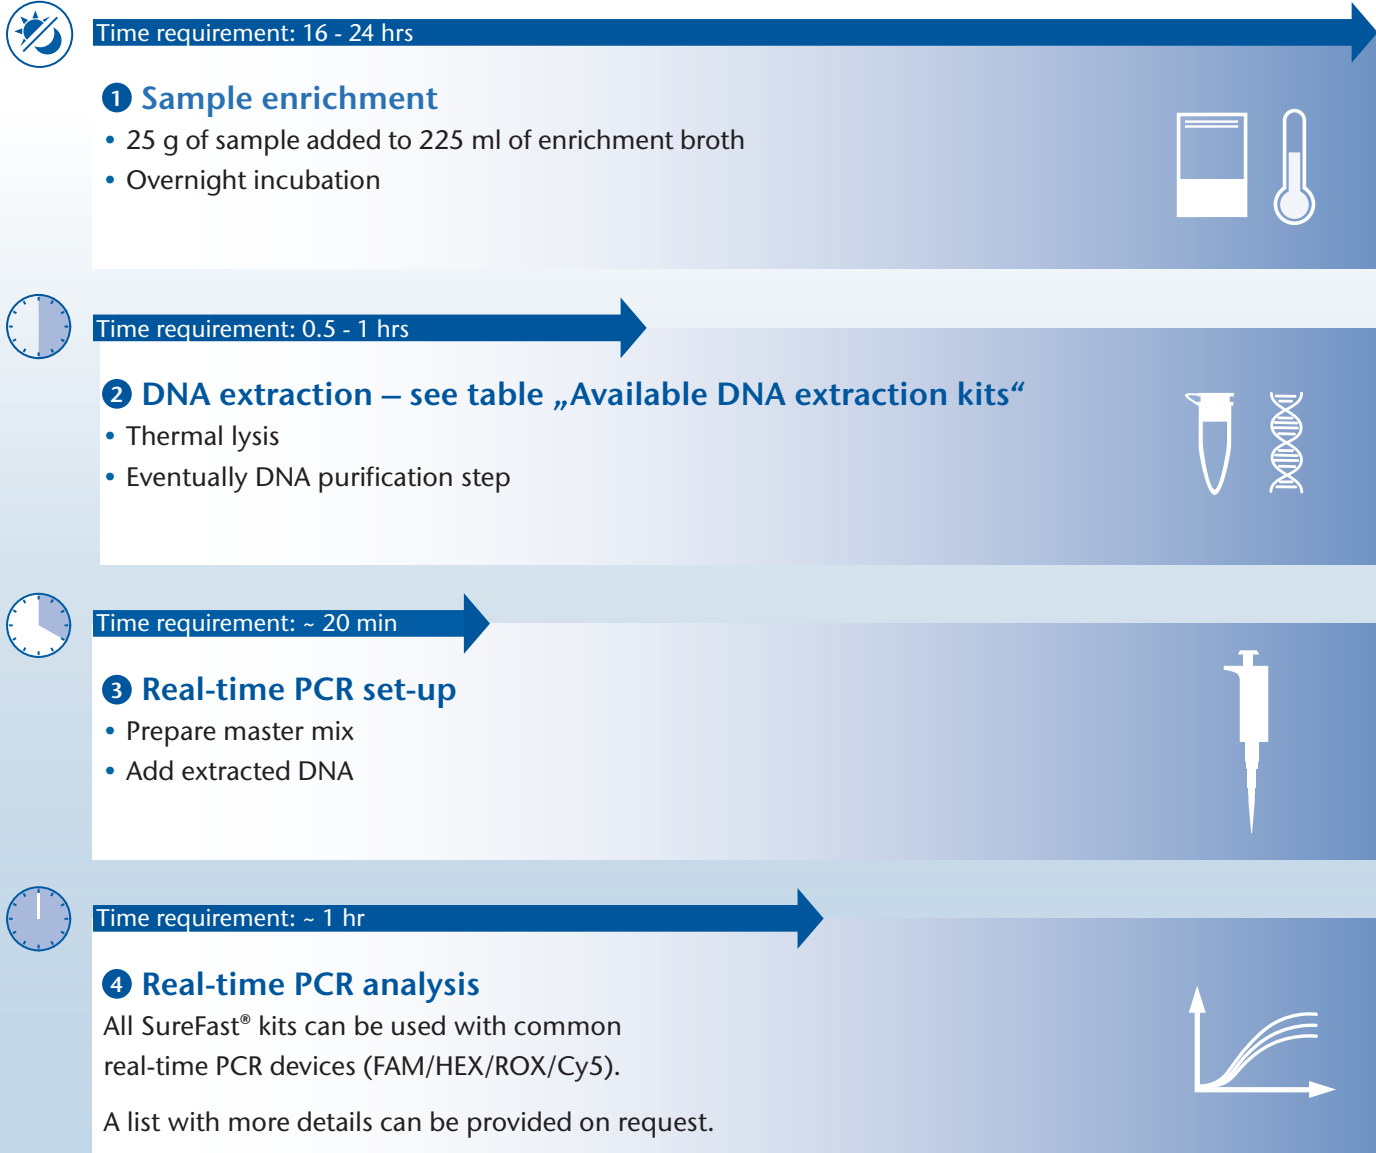 Time requirement: 16 - 24 hrs
1 Sample enrichment
• 25 g of sample added to 225 ml of enrichment broth
• Overnight incubation
Time requirement: 0.5 - 1 hrs
2 DNA extraction – see table „Available DNA extraction kits“
• Thermal lysis
• Eventually DNA purification step
Time requirement: ~ 20 min
3 Real-time PCR set-up
• Prepare master mix
• Add extracted DNA
Time requirement: ~ 1 hr
4 Real-time PCR analysis
All SureFast® kits can be used with common
real-time PCR devices (FAM/HEX/ROX/Cy5).
A list with more details can be provided on request.